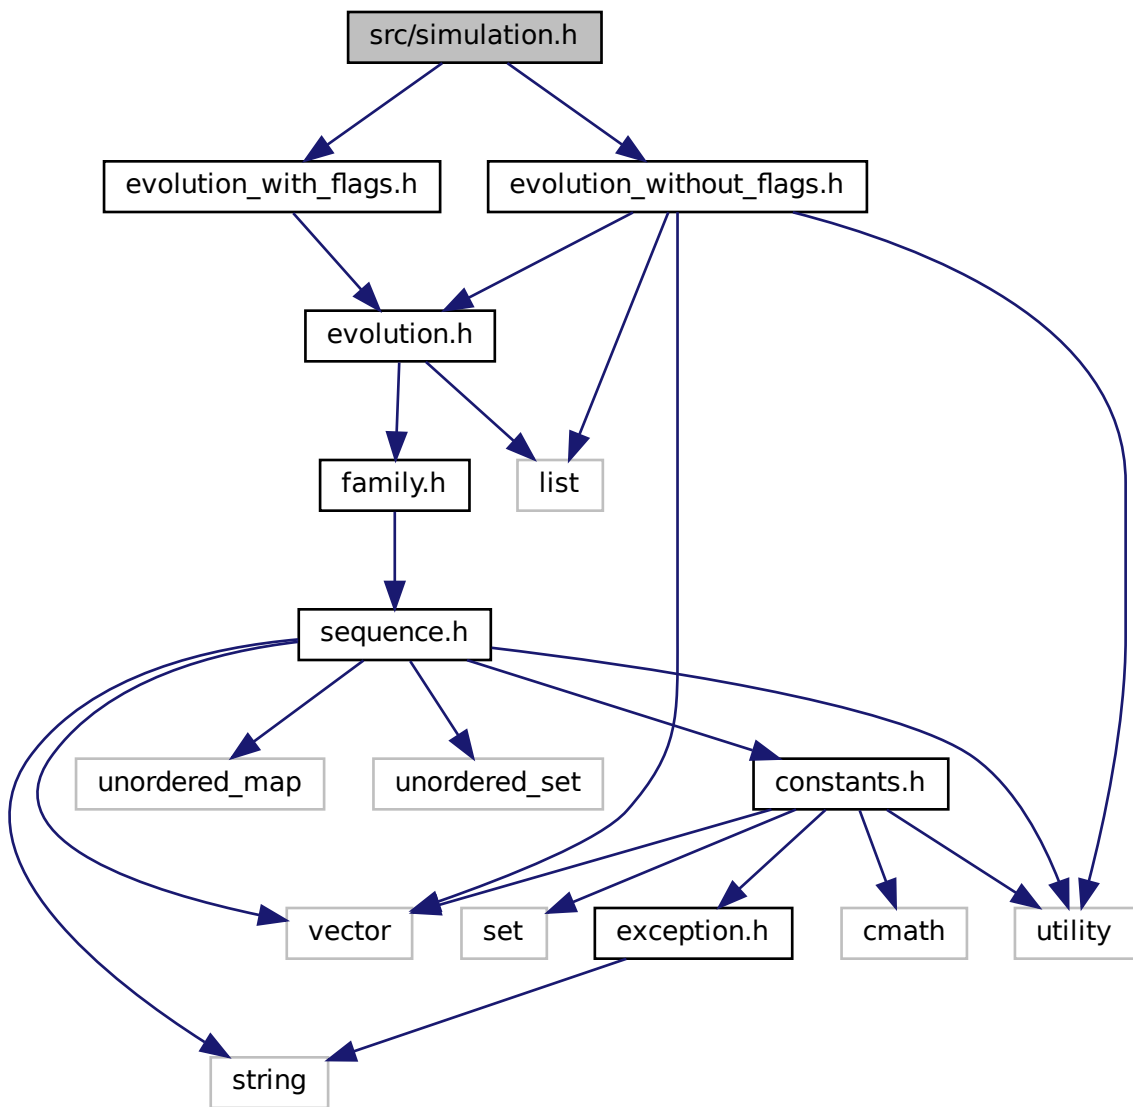 src/simulation.h
evolution_with_flags.h
evolution_without_flags.h
evolution.h
family.h
list
sequence.h
unordered_map
unordered_set
constants.h
vector
set
exception.h
cmath
utility
string